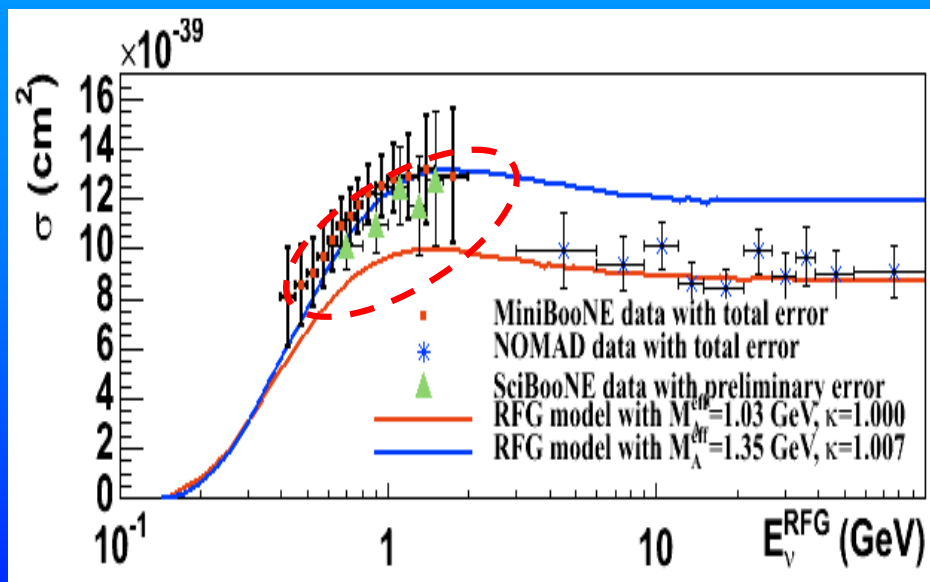 ×10⁻³⁹
σ (cm²)
16
14
12
10
8
6
4
2
0
MiniBooNE data with total error
NOMAD data with total error
SciBooNE data with preliminary error
RFG model with M_A^eff=1.03 GeV, κ=1.000
RFG model with M_A^eff=1.35 GeV, κ=1.007
10⁻¹ 1 10 E_ν^RFG (GeV)